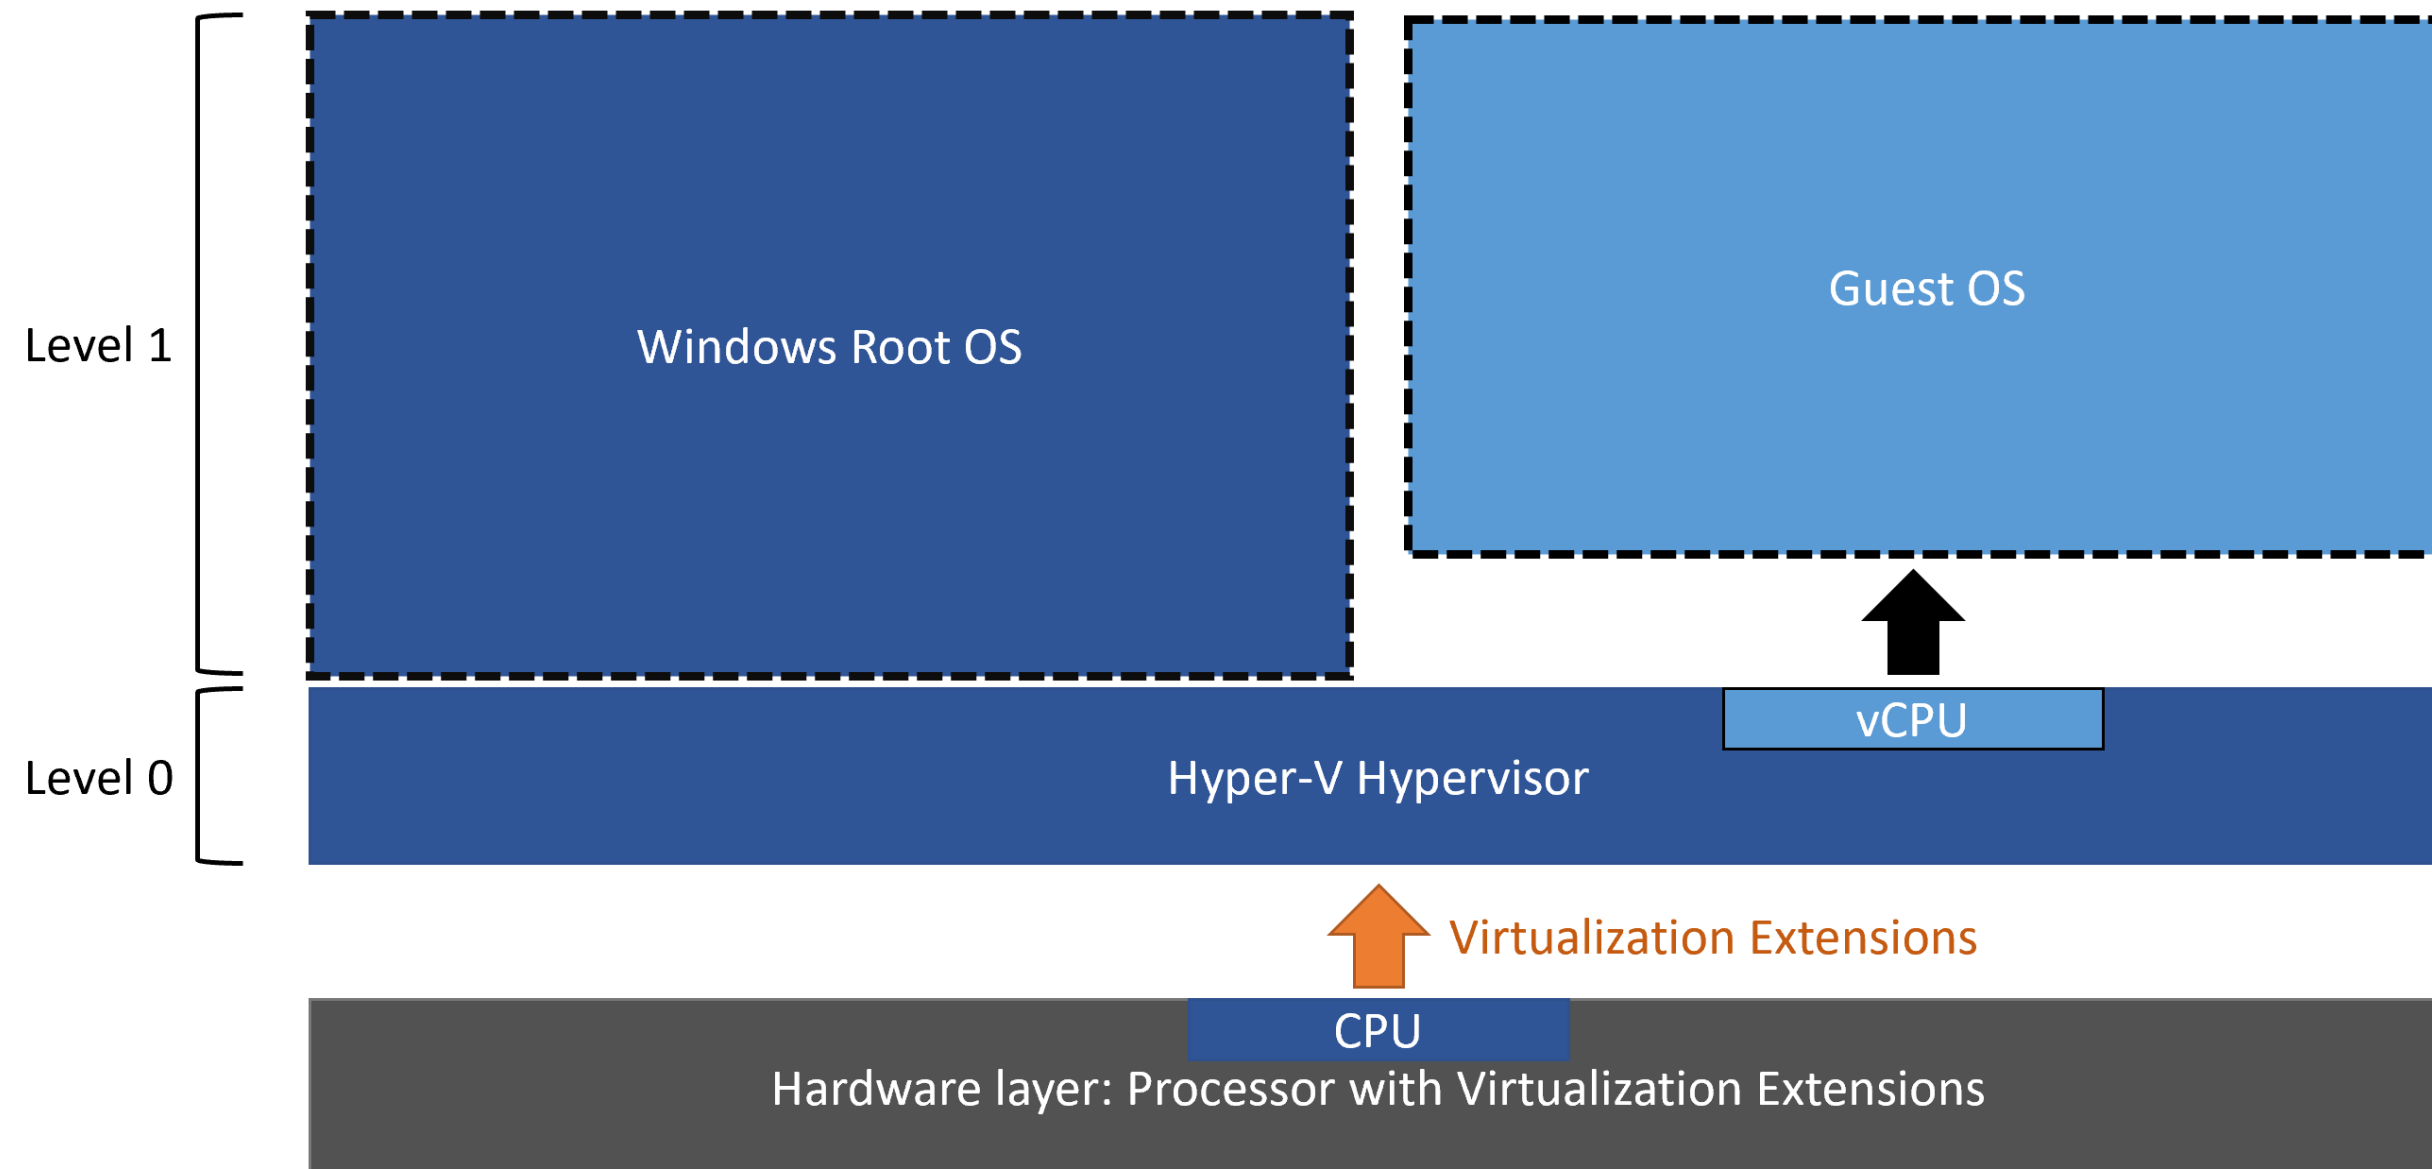 Level 1
Windows Root OS
Guest OS
Level 0
vCPU
Hyper-V Hypervisor
Virtualization Extensions
CPU
Hardware layer: Processor with Virtualization Extensions